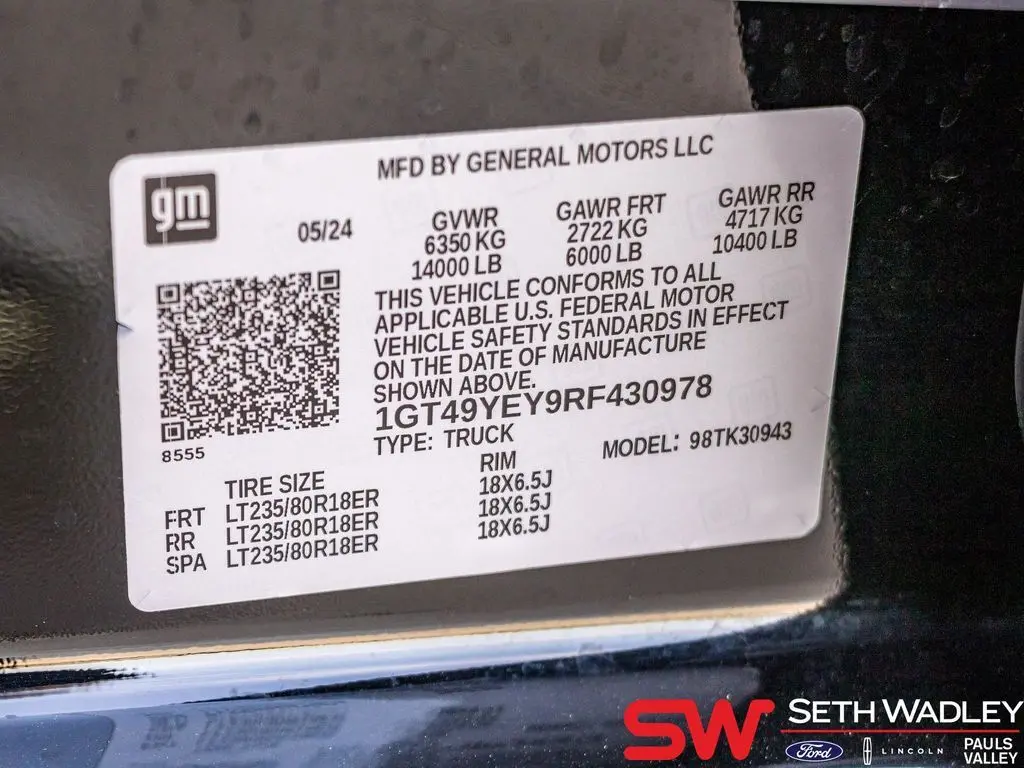 gm
MFD BY GENERAL MOTORS LLC
05/24
GVWR
6350 KG
14000 LB
GAWR FRT
2722 KG
6000 LB
GAWR RR
4717 KG
10400 LB
THIS VEHICLE CONFORMS TO ALL
APPLICABLE U.S. FEDERAL MOTOR
VEHICLE SAFETY STANDARDS IN EFFECT
ON THE DATE OF MANUFACTURE
SHOWN ABOVE.
1GT49YEY9RF430978
TYPE: TRUCK
MODEL: 98TK30943
8555
TIRE SIZE RIM
FRT LT235/80R18ER 18X6.5J
RR LT235/80R18ER 18X6.5J
SPA LT235/80R18ER 18X6.5J
SW SETH WADLEY
Ford LINCOLN PAULS
VALLEY